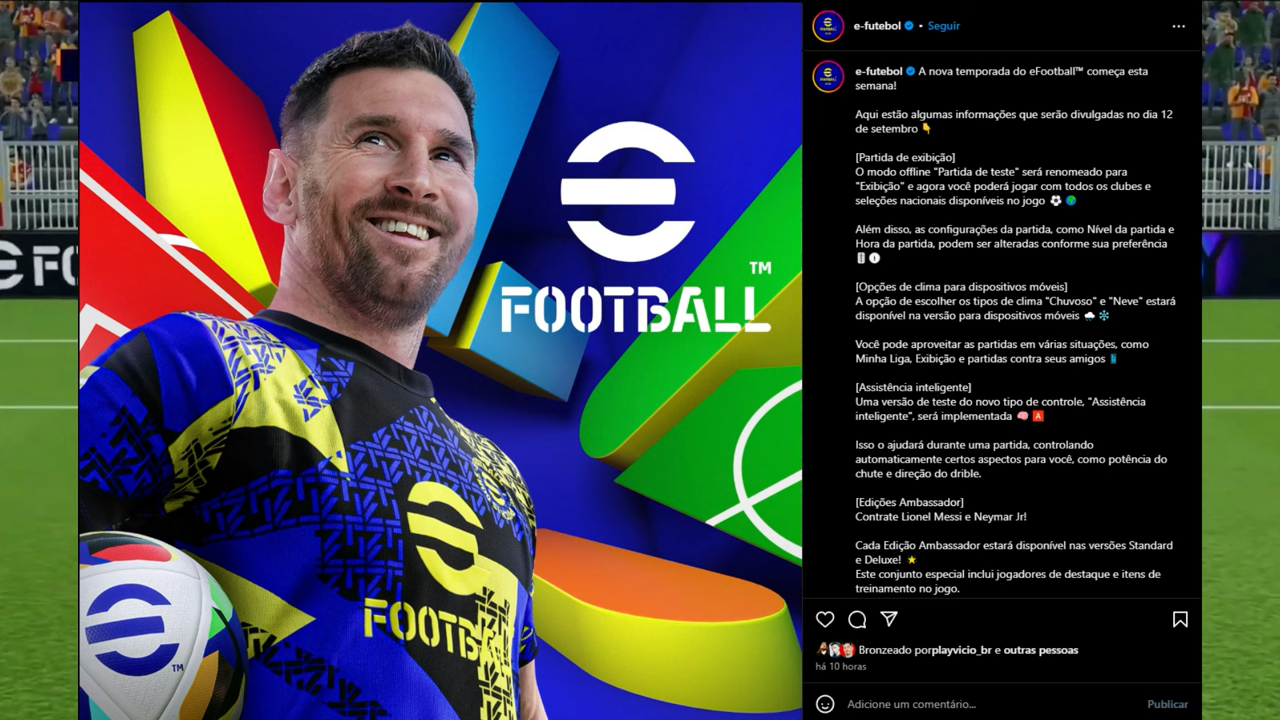 FOOTBALL
TM
FOOTB
TM
FC
e-futebol • Seguir
e-futebol A nova temporada do eFootball™ começa esta
semana!
Aqui estão algumas informações que serão divulgadas no dia 12
de setembro 👇
[Partida de exibição]
O modo offline "Partida de teste" será renomeado para
"Exibição" e agora você poderá jogar com todos os clubes e
seleções nacionais disponíveis no jogo ⚽ 🌍
Além disso, as configurações da partida, como Nível da partida e
Hora da partida, podem ser alteradas conforme sua preferência
[Opções de clima para dispositivos móveis]
A opção de escolher os tipos de clima "Chuvoso" e "Neve" estará
disponível na versão para dispositivos móveis 🌧 ❄
Você pode aproveitar as partidas em várias situações, como
Minha Liga, Exibição e partidas contra seus amigos 📱
[Assistência inteligente]
Uma versão de teste do novo tipo de controle, "Assistência
inteligente", será implementada 🧠 🅰
Isso o ajudará durante uma partida, controlando
automaticamente certos aspectos para você, como potência do
chute e direção do drible.
[Edições Ambassador]
Contrate Lionel Messi e Neymar Jr!
Cada Edição Ambassador estará disponível nas versões Standard
e Deluxe! ⭐
Este conjunto especial inclui jogadores de destaque e itens de
treinamento no jogo.
Bronzeado porplayvicio_br e outras pessoas
há 10 horas
Adicione um comentário...
Publicar